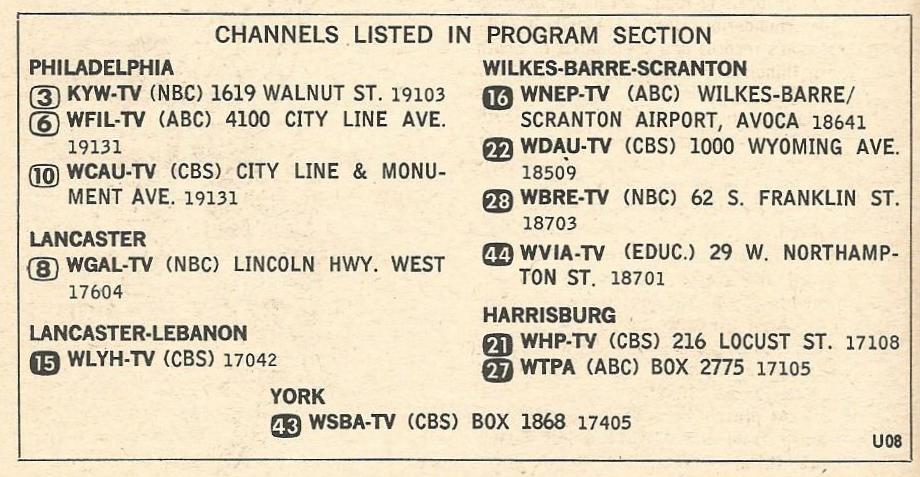 CHANNELS LISTED IN PROGRAM SECTION
PHILADELPHIA
3 KYW-TV (NBC) 1619 WALNUT ST. 19103
6 WFIL-TV (ABC) 4100 CITY LINE AVE.
19131
10 WCAU-TV (CBS) CITY LINE & MONU-
MENT AVE. 19131
LANCASTER
8 WGAL-TV (NBC) LINCOLN HWY. WEST
17604
LANCASTER-LEBANON
15 WLYH-TV (CBS) 17042
WILKES-BARRE-SCRANTON
16 WNEP-TV (ABC) WILKES-BARRE/
SCRANTON AIRPORT, AVOCA 18641
22 WDAU-TV (CBS) 1000 WYOMING AVE.
18509
28 WBRE-TV (NBC) 62 S. FRANKLIN ST.
18703
44 WVIA-TV (EDUC.) 29 W. NORTHAMP-
TON ST. 18701
HARRISBURG
21 WHP-TV (CBS) 216 LOCUST ST. 17108
27 WTPA (ABC) BOX 2775 17105
YORK
43 WSBA-TV (CBS) BOX 1868 17405
U08